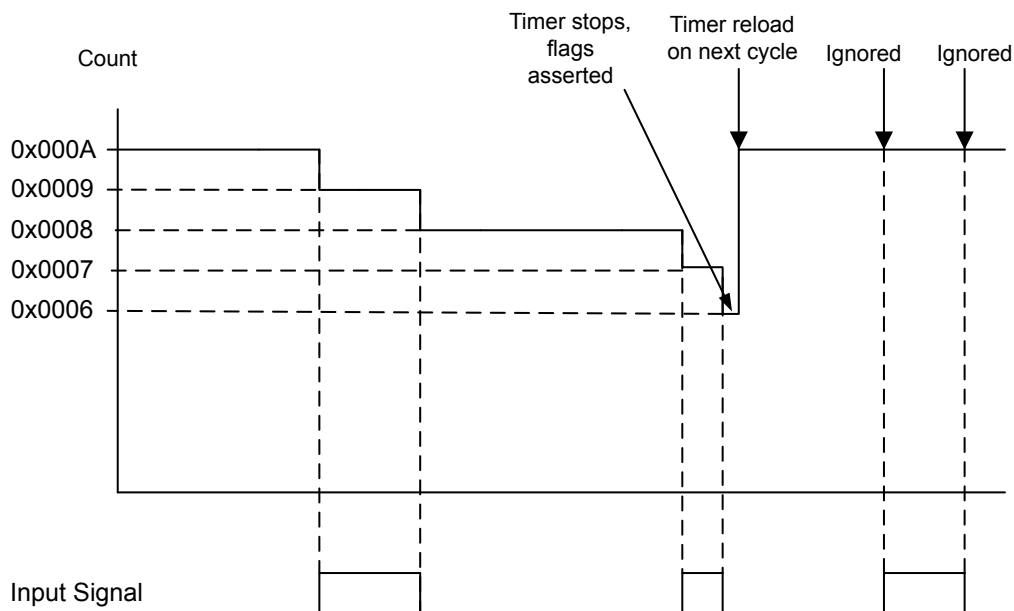 Timer stops,
flags
asserted
Timer reload
on next cycle
Ignored
Ignored
Count
0x000A
0x0009
0x0008
0x0007
0x0006
Input Signal